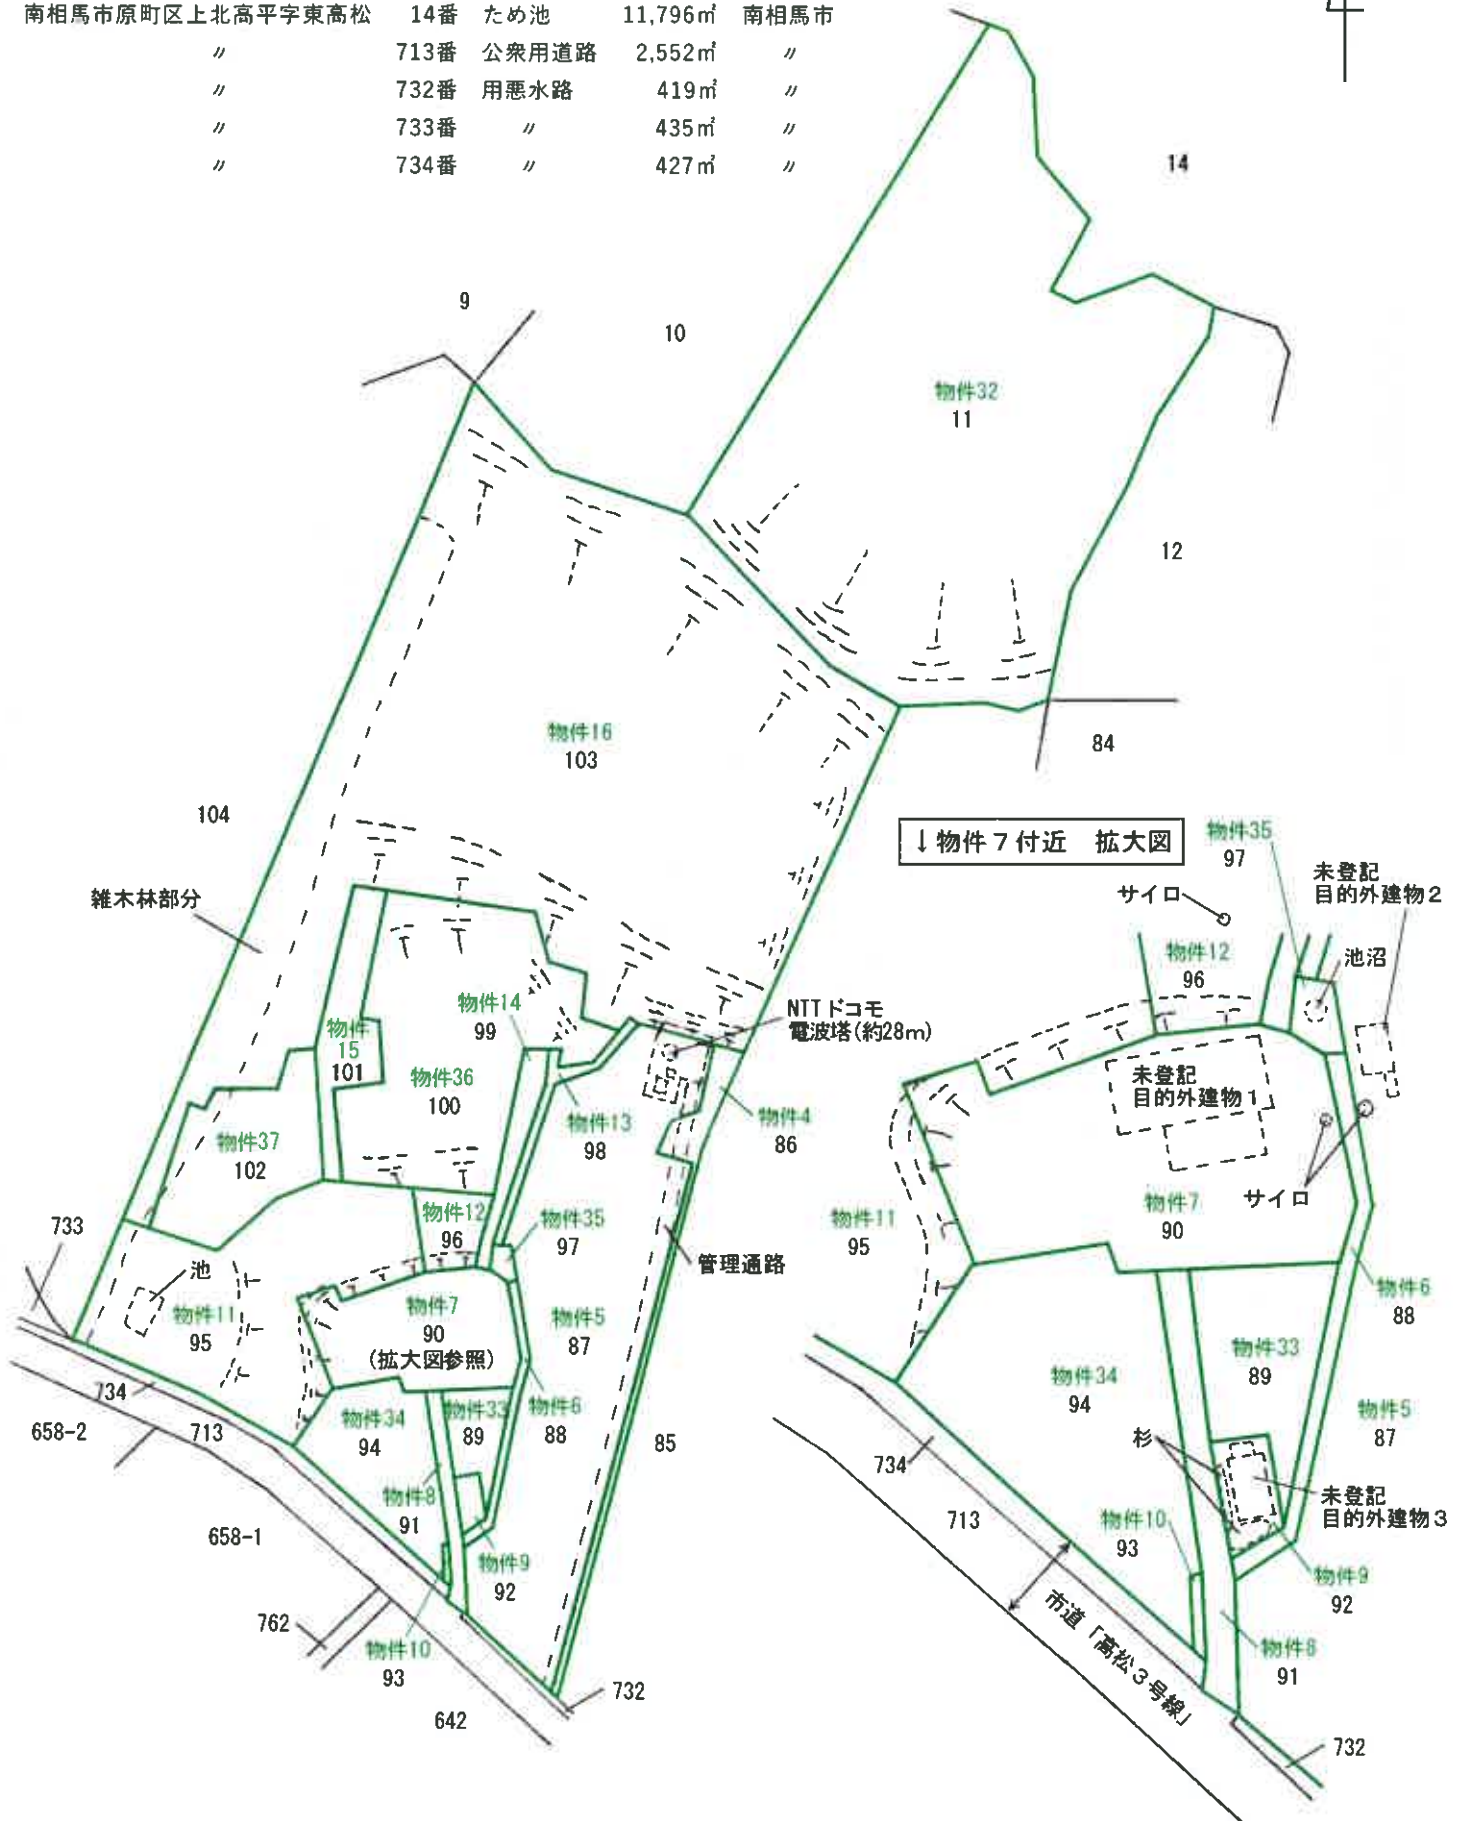 南相馬市原町区上北高平字東高松 14番 ため池 11,796㎡ 南相馬市
〃 713番 公衆用道路 2,552㎡ 〃
〃 732番 用悪水路 419㎡ 〃
〃 733番 〃 435㎡ 〃
〃 734番 〃 427㎡ 〃
14
9
10
物件32
11
12
84
物件16
103
104
雑木林部分
NTTドコモ
電波塔(約28m)
物件14
99
物件
15
101
物件36
100
物件13
98
物件4
86
物件37
102
物件12
96
物件35
97
733
池
物件11
95
物件7
90
(拡大図参照)
物件5
87
管理通路
734
658-2
713
物件34
94
物件33
89
物件6
88
85
物件8
91
658-1
物件9
92
762
物件10
93
732
642
↓物件7付近 拡大図
物件35
97
未登記
目的外建物2
サイロ
物件12
96
池沼
未登記
目的外建物1
サイロ
物件7
90
物件11
95
物件6
88
物件33
89
物件34
94
物件5
87
杉
734
未登記
目的外建物3
713
物件10
93
物件9
92
市道「高松3号線」
物件8
91
732